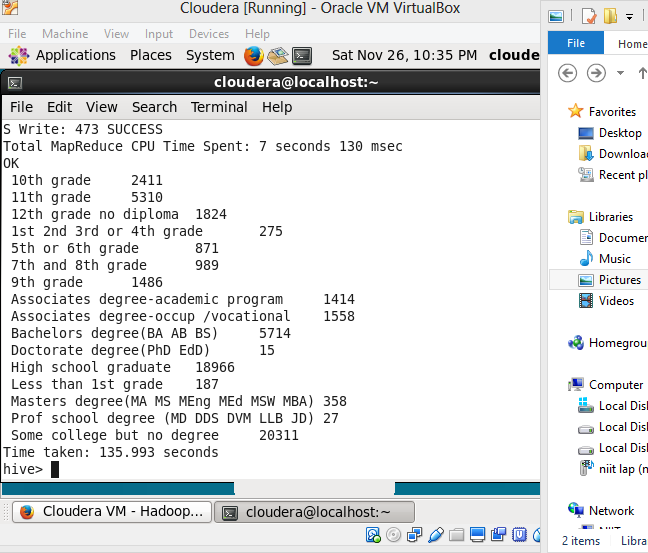 Cloudera [Running] - Oracle VM VirtualBox
File Machine View Input Devices Help
Applications Places System Sat Nov 26, 10:35 PM cloude
cloudera@localhost:~
File Edit View Search Terminal Help
S Write: 473 SUCCESS
Total MapReduce CPU Time Spent: 7 seconds 130 msec
OK
10th grade 2411
11th grade 5310
12th grade no diploma 1824
1st 2nd 3rd or 4th grade 275
5th or 6th grade 871
7th and 8th grade 989
9th grade 1486
Associates degree-academic program 1414
Associates degree-occup /vocational 1558
Bachelors degree(BA AB BS) 5714
Doctorate degree(PhD EdD) 15
High school graduate 18966
Less than 1st grade 187
Masters degree(MA MS MEng MEd MSW MBA) 358
Prof school degree (MD DDS DVM LLB JD) 27
Some college but no degree 20311
Time taken: 135.993 seconds
hive>
Cloudera VM - Hadoop... cloudera@localhost:~
File Home
Favorites
Desktop
Downloa
Recent pl
Libraries
Documen
Music
Pictures
Videos
Homegrou
Computer
Local Disl
Local Disl
Local Disl
niit lap (n
Network
2 items Libra